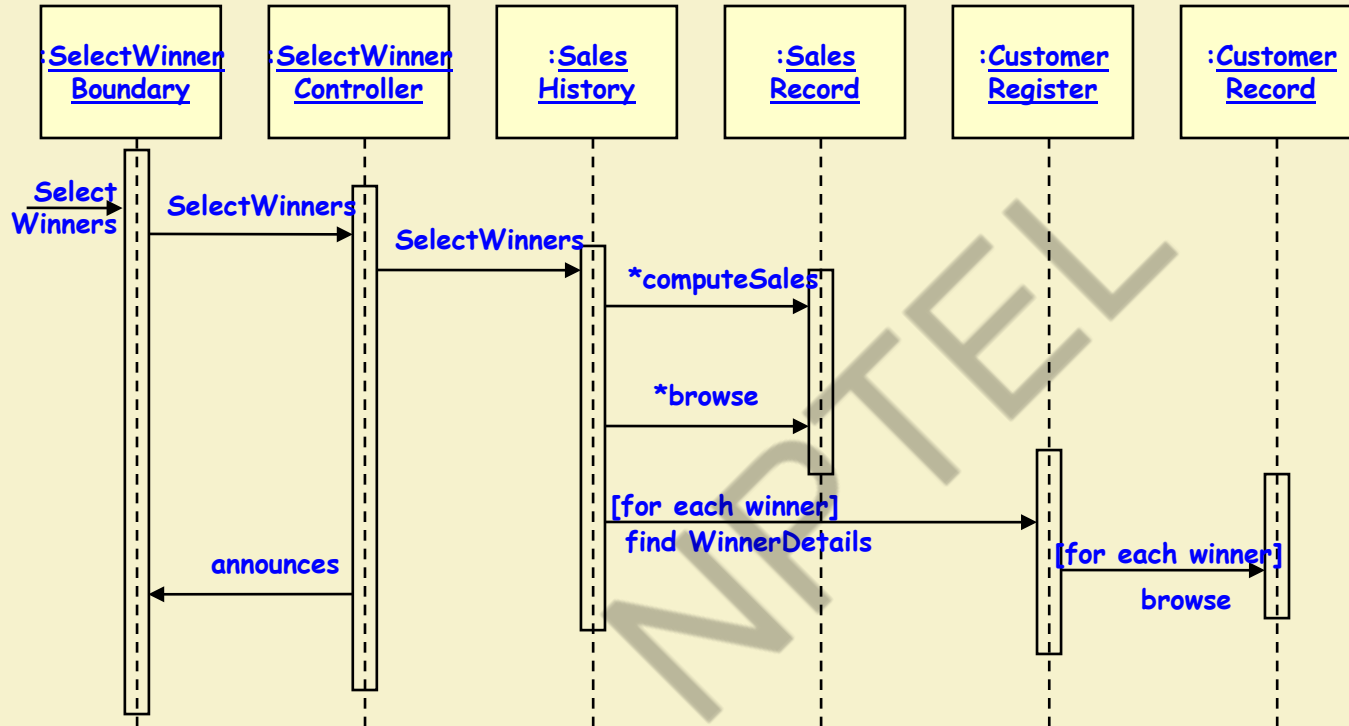 :SelectWinner
Boundary
:SelectWinner
Controller
:Sales
History
:Sales
Record
:Customer
Register
:Customer
Record
Select
Winners
SelectWinners
SelectWinners
*computeSales
*browse
[for each winner]
find WinnerDetails
[for each winner]
browse
announces
NPTEL